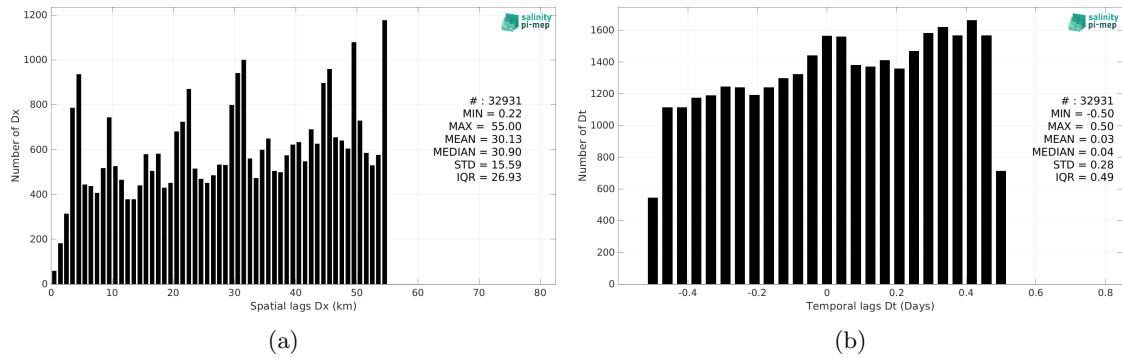 1200
1000
800
600
400
200
0
Number of Dx
salinity
pi-mep
# : 32931
MIN = 0.22
MAX = 55.00
MEAN = 30.13
MEDIAN = 30.90
STD = 15.59
IQR = 26.93
0 10 20 30 40 50 60 70 80
Spatial lags Dx (km)
(a)
1600
1400
1200
1000
800
600
400
200
0
Number of Dt
salinity
pi-mep
# : 32931
MIN = -0.50
MAX = 0.50
MEAN = 0.03
MEDIAN = 0.04
STD = 0.28
IQR = 0.49
-0.4 -0.2 0 0.2 0.4 0.6 0.8
Temporal lags Dt (Days)
(b)